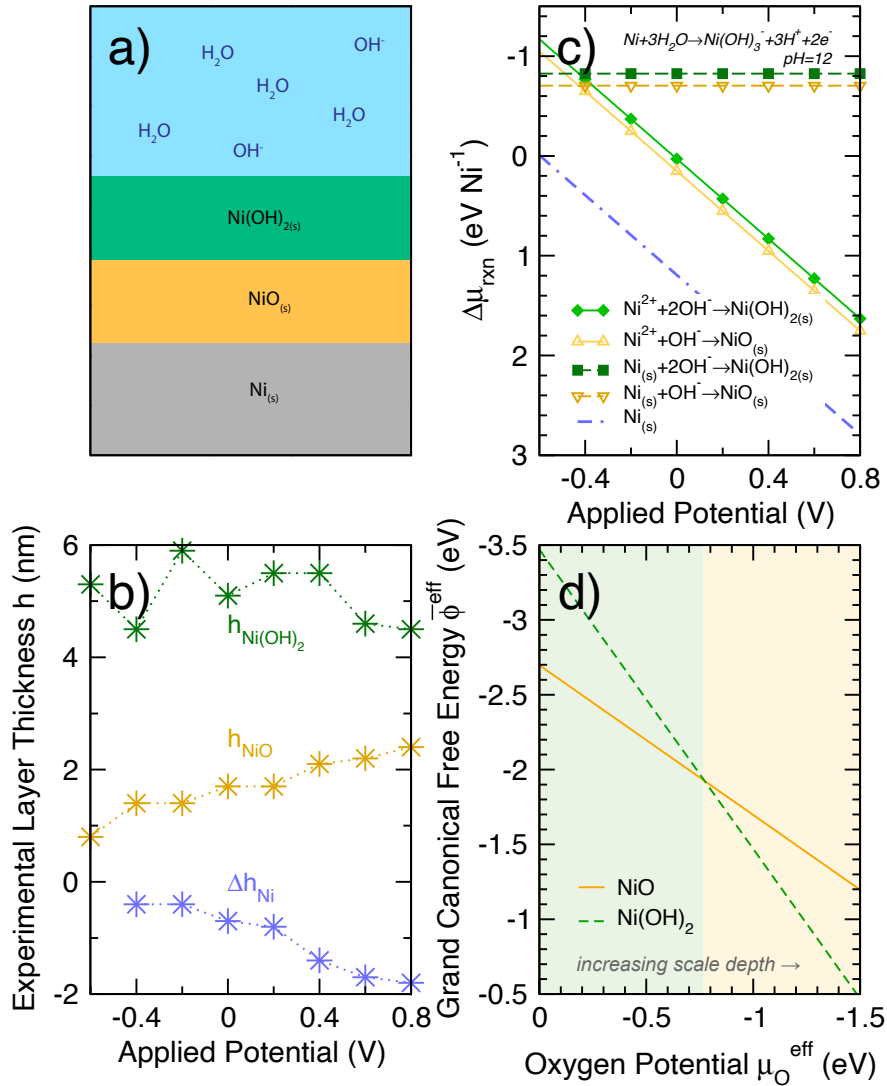 a)
H₂O
OH⁻
H₂O
H₂O
H₂O
OH⁻
Ni(OH)₂₍ₛ₎
NiO₍ₛ₎
Ni₍ₛ₎
c)
Ni+3H₂O→Ni(OH)₃⁻+3H⁺+2e⁻
pH=12
-1
0
1
2
3
Δμᵣₓₙ (eV Ni⁻¹)
Ni²⁺+2OH⁻→Ni(OH)₂₍ₛ₎
Ni²⁺+OH⁻→NiO₍ₛ₎
Ni₍ₛ₎+2OH⁻→Ni(OH)₂₍ₛ₎
Ni₍ₛ₎+OH⁻→NiO₍ₛ₎
Ni₍ₛ₎
-0.4 0 0.4 0.8
Applied Potential (V)
b)
6
4
2
0
-2
Experimental Layer Thickness h (nm)
h_Ni(OH)₂
h_NiO
Δh_Ni
-0.4 0 0.4 0.8
Applied Potential (V)
d)
-3.5
-3
-2.5
-2
-1.5
-1
-0.5
Grand Canonical Free Energy ϕ̅ᵉᶠᶠ (eV)
NiO
Ni(OH)₂
increasing scale depth →
0 -0.5 -1 -1.5
Oxygen Potential μ_O^eff (eV)